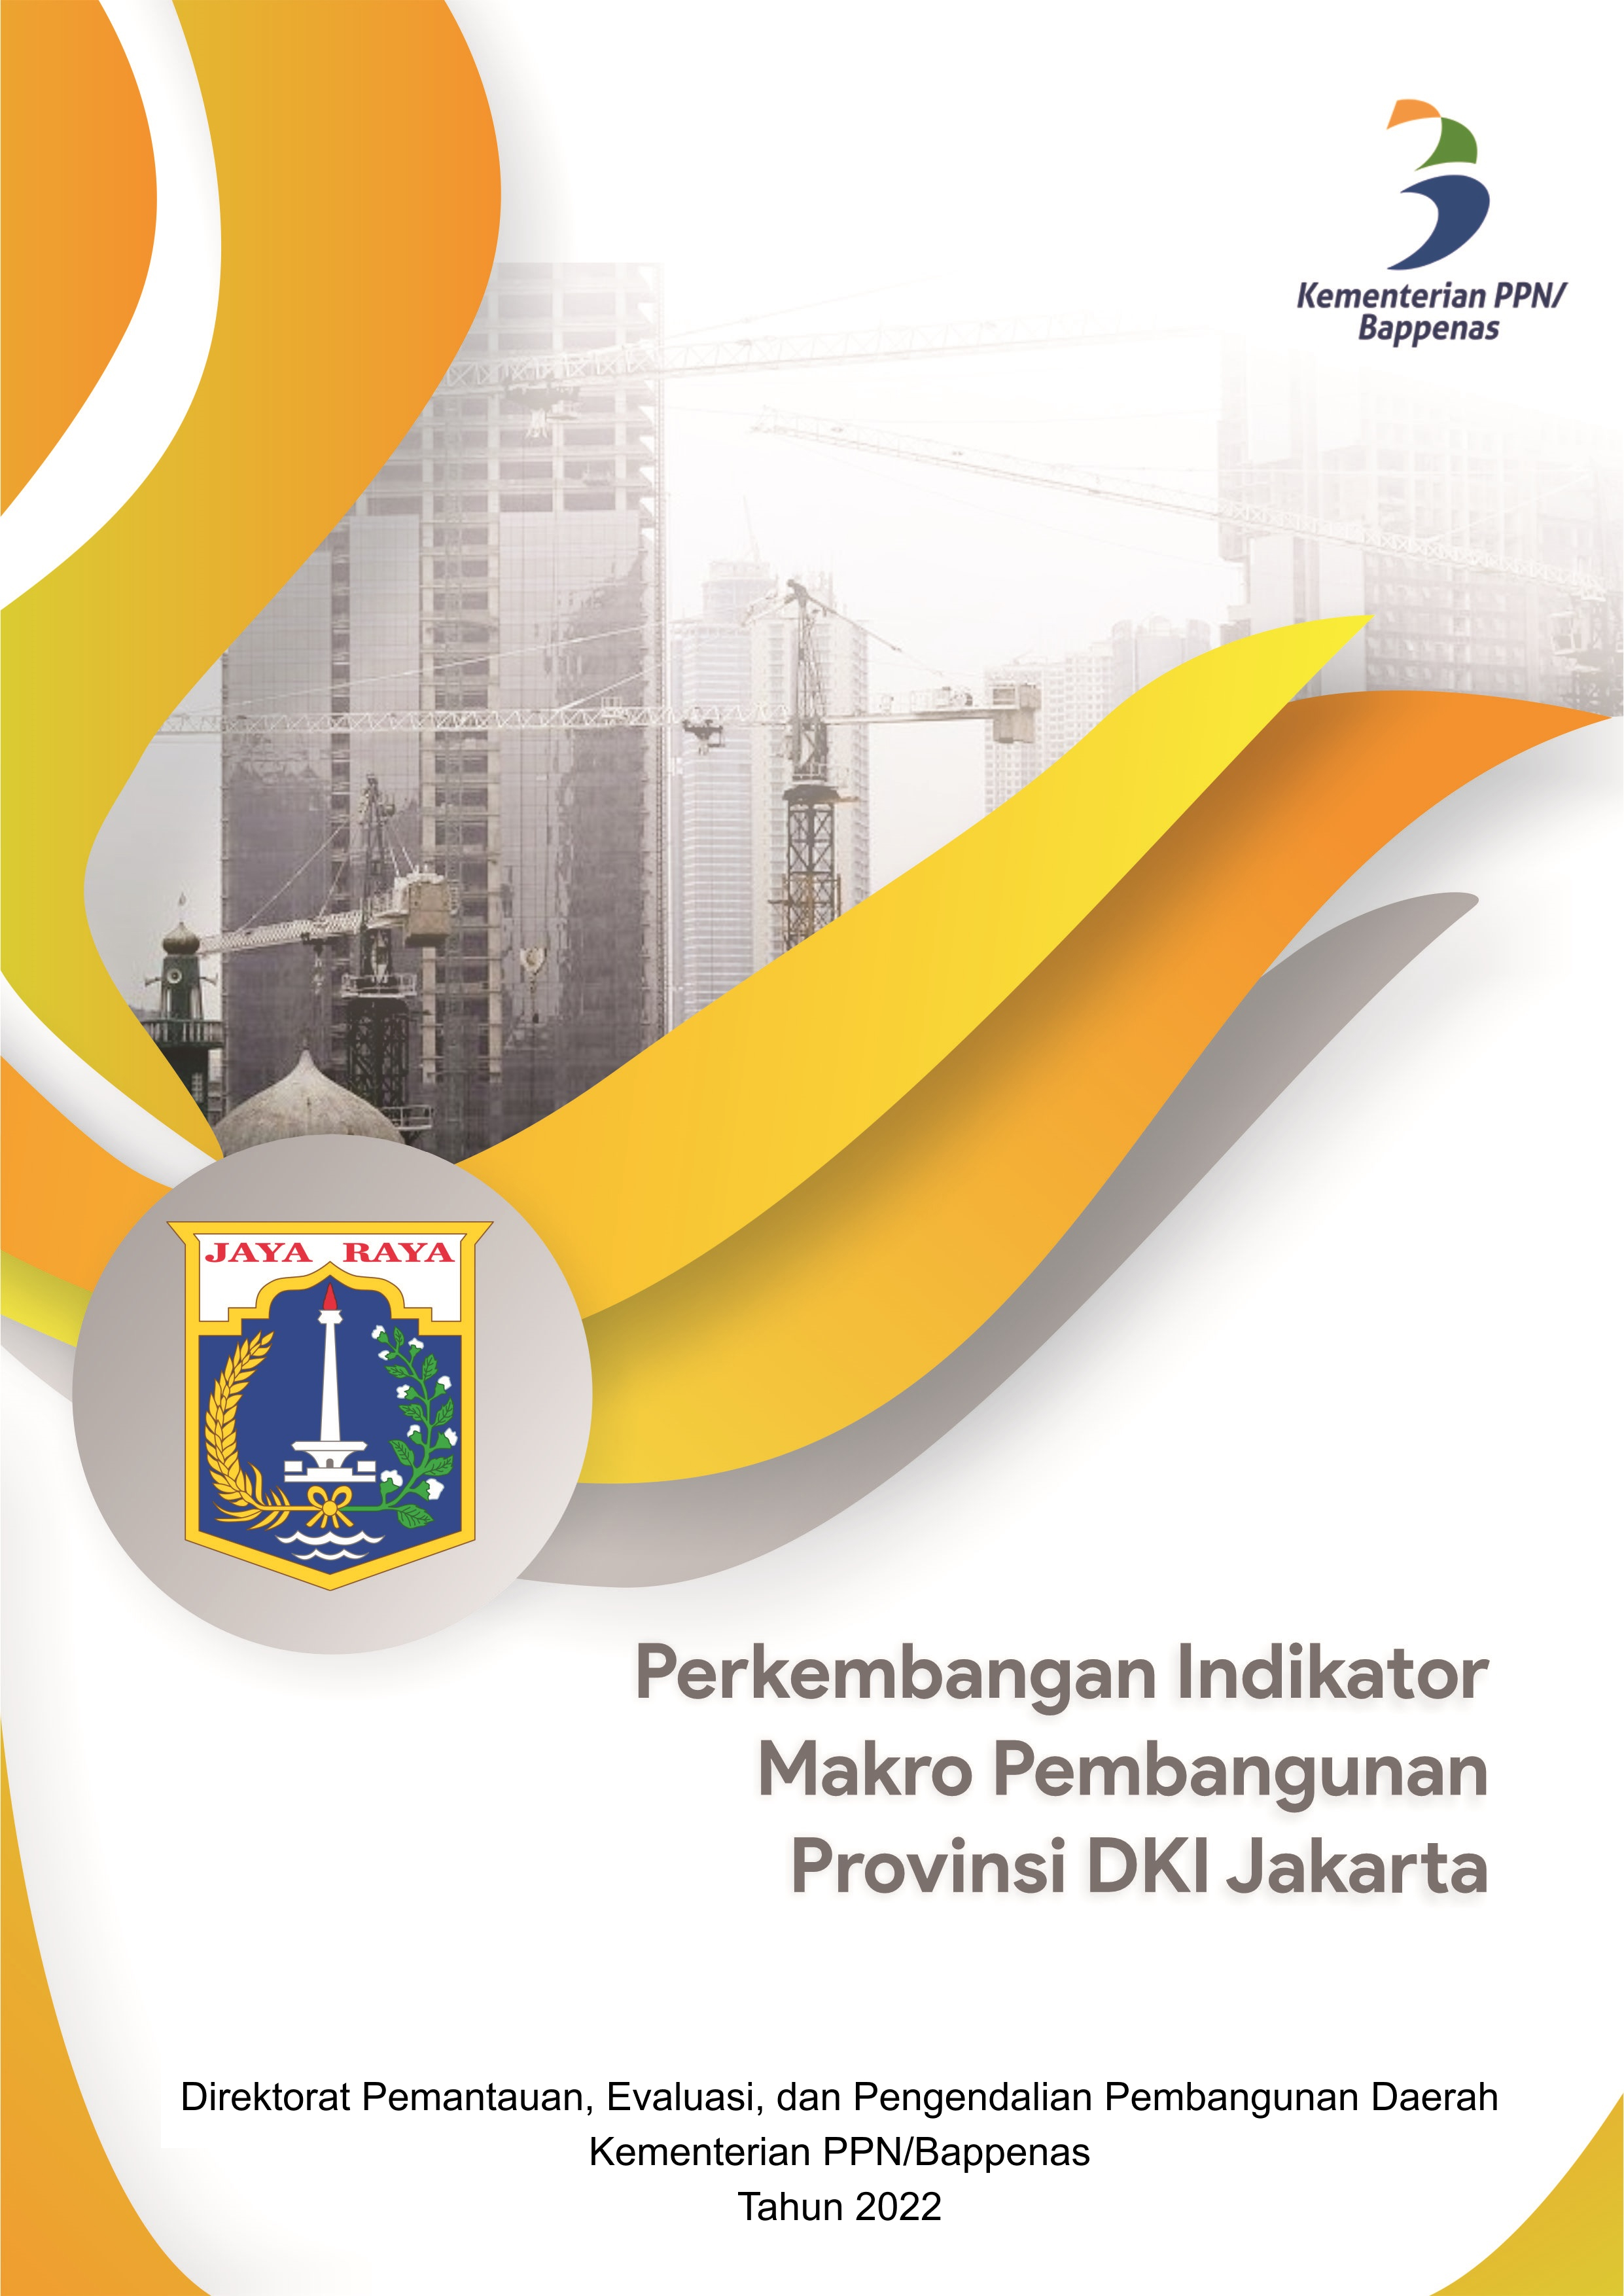 Kementerian PPN/
Bappenas
JAYA RAYA
Perkembangan Indikator
Makro Pembangunan
Provinsi DKI Jakarta
Direktorat Pemantauan, Evaluasi, dan Pengendalian Pembangunan Daerah
Kementerian PPN/Bappenas
Tahun 2022